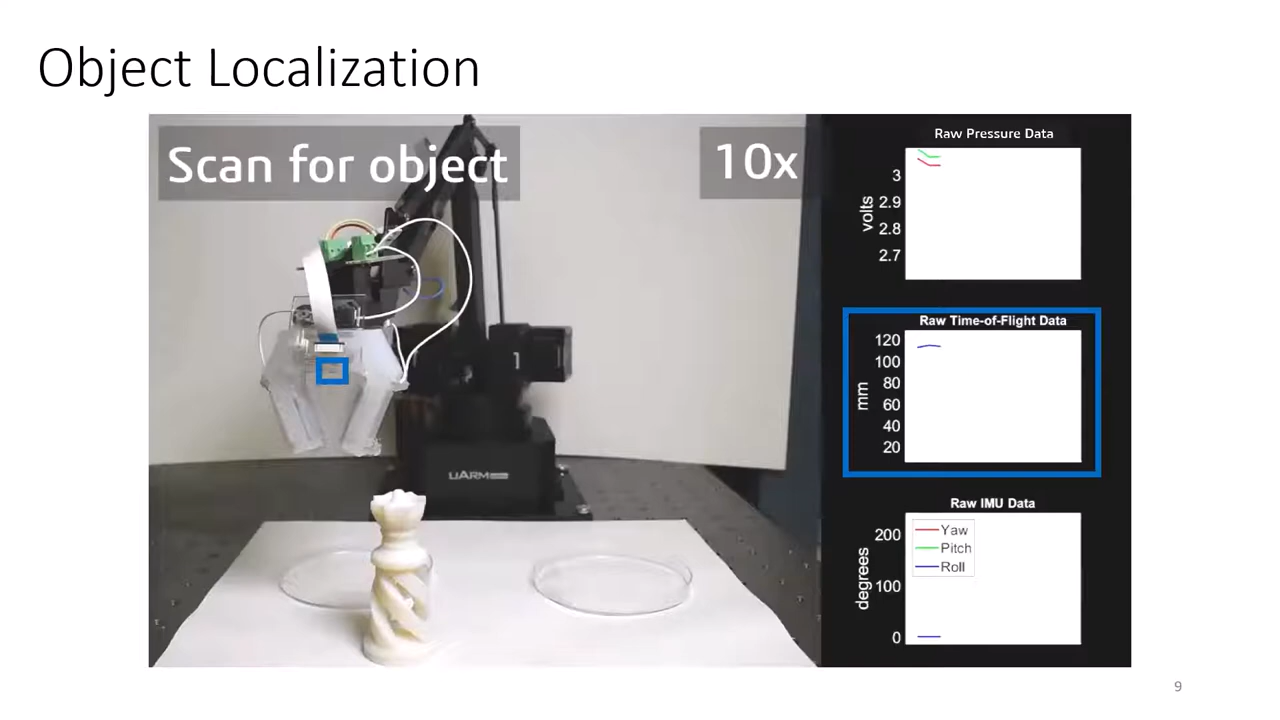 Object Localization
Scan for object
10x
Raw Pressure Data
volts
3
2.9
2.8
2.7
Raw Time-of-Flight Data
mm
120
100
80
60
40
20
Raw IMU Data
degrees
200
100
0
Yaw
Pitch
Roll
UARM
9